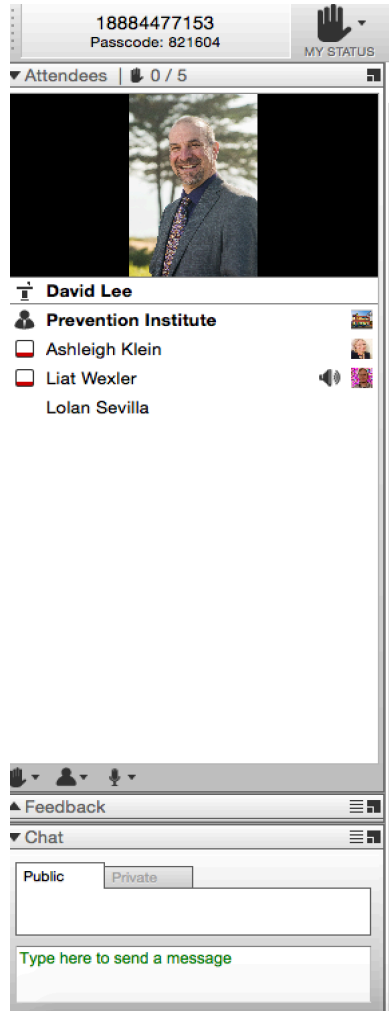 18884477153
Passcode: 821604
MY STATUS
Attendees | 0 / 5
David Lee
Prevention Institute
Ashleigh Klein
Liat Wexler
Lolan Sevilla
Feedback
Chat
Public Private
Type here to send a message